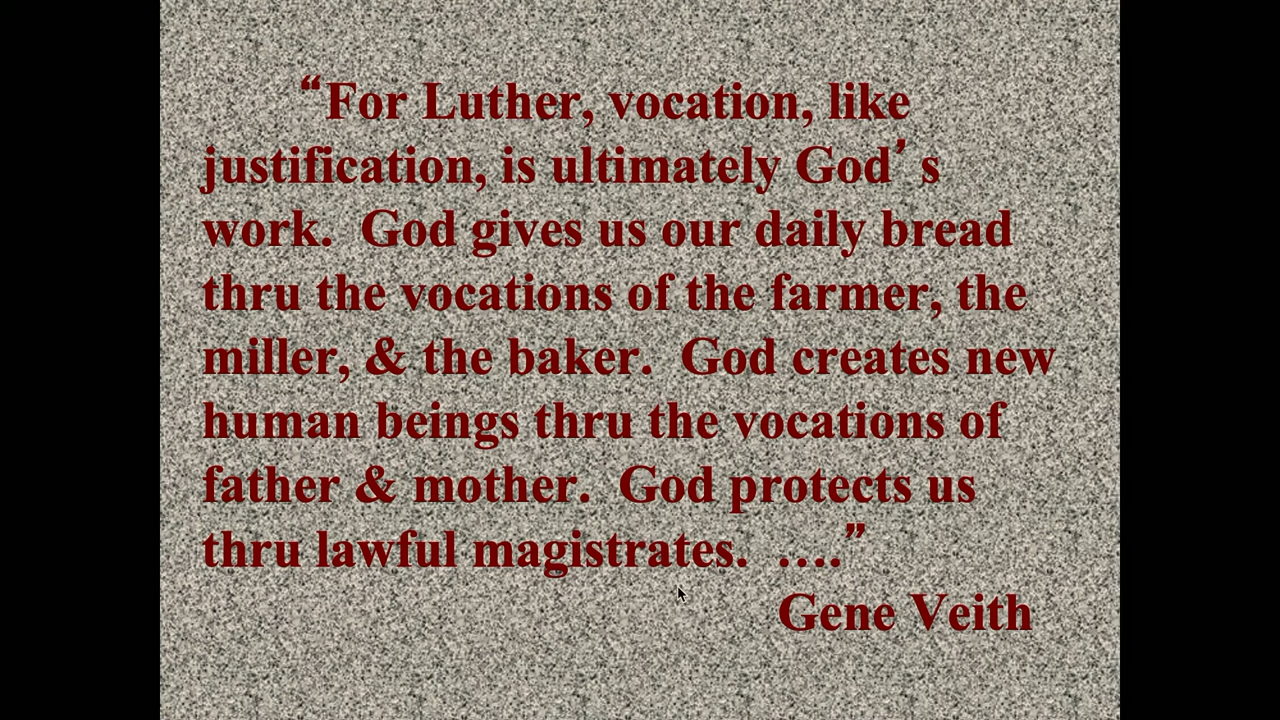 “For Luther, vocation, like
justification, is ultimately God’s
work.  God gives us our daily bread
thru the vocations of the farmer, the
miller, & the baker.  God creates new
human beings thru the vocations of
father & mother.  God protects us
thru lawful magistrates.  ….”
Gene Veith